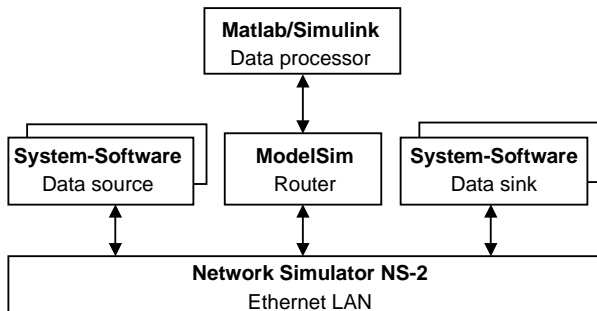 Matlab/Simulink
Data processor
System-Software
Data source
ModelSim
Router
System-Software
Data sink
Network Simulator NS-2
Ethernet LAN